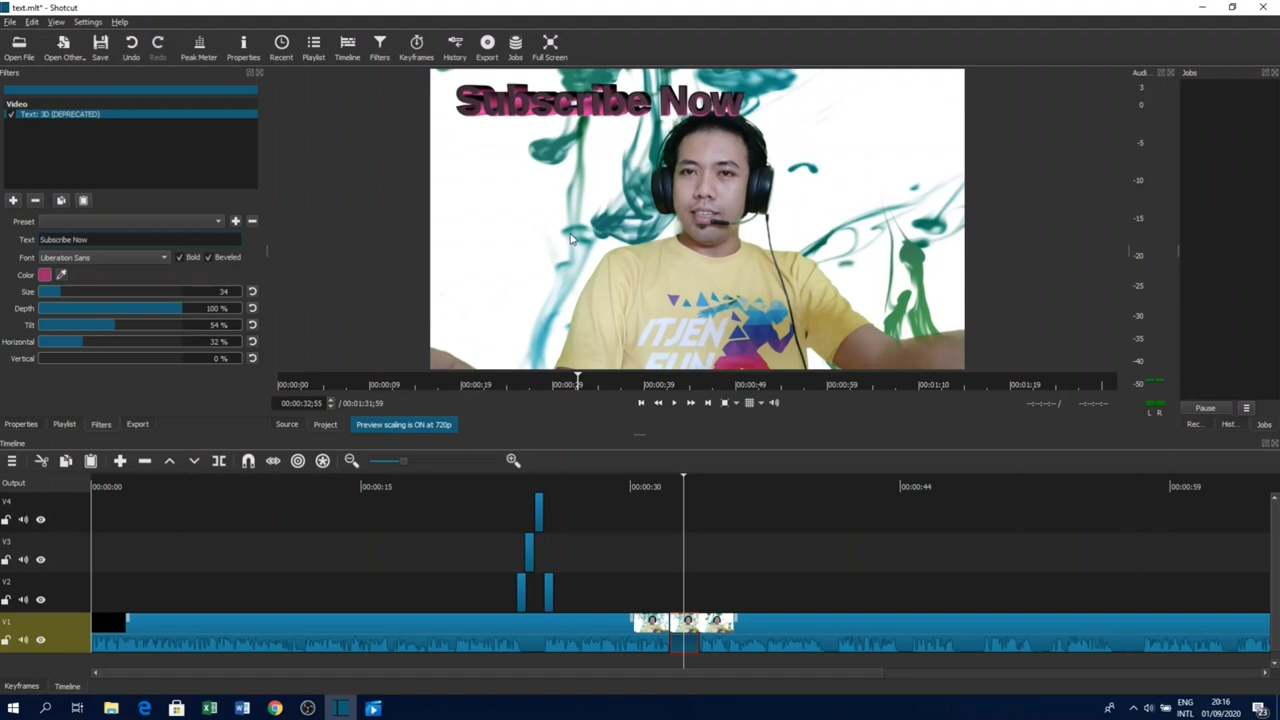 text.mlt* - Shotcut
File Edit View Settings Help
Open File Open Other.. Save Undo Redo Peak Meter Properties Recent Playlist Timeline Filters Keyframes History Export Jobs Full Screen
Filters
Audi...
Jobs
Video
Text: 3D (DEPRECATED)
Preset
Text Subscribe Now
Font Liberation Sans Bold Beveled
Color
Size 34
Depth 100 %
Tilt 54 %
Horizontal 32 %
Vertical 0 %
Subscribe Now
ITJEN
FUN
3
0
-5
-10
-15
-20
-25
-30
-35
-40
-50
L R
00:00:00 00:00:09 00:00:19 00:00:29 00:00:39 00:00:49 00:00:59 00:01:10 00:01:19
00:00:32;55 / 00:01:31;59 --:--:--;-- / --:--:--;--
Pause
Properties Playlist Filters Export Source Project Preview scaling is ON at 720p Rec... Hist... Jobs
Timeline
Output 00:00:00 00:00:15 00:00:30 00:00:44 00:00:59
V4
V3
V2
V1
Keyframes Timeline
ENG
INTL
20:16
01/09/2020
23